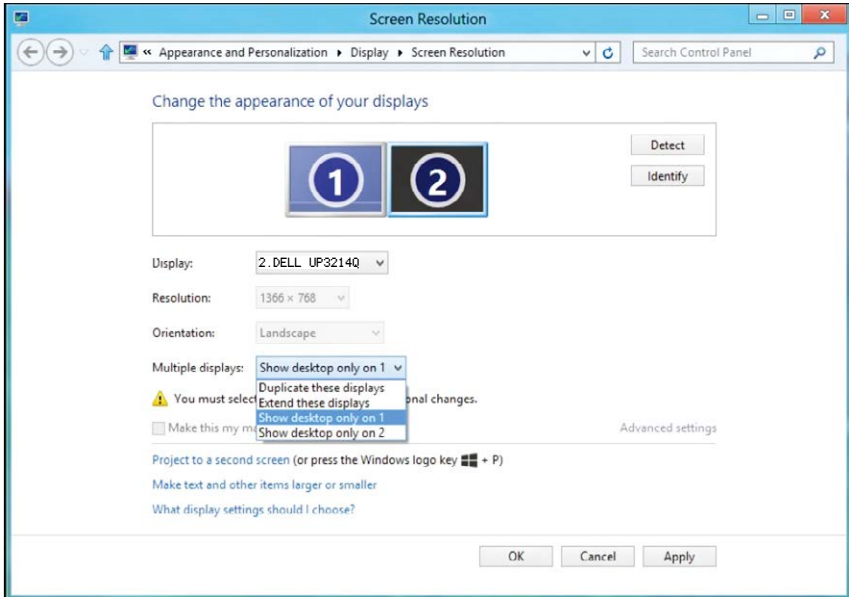 Screen Resolution
« Appearance and Personalization ▸ Display ▸ Screen Resolution
Search Control Panel
Change the appearance of your displays
1 2
Detect
Identify
Display: 2.DELL UP3214Q
Resolution: 1366 × 768
Orientation: Landscape
Multiple displays: Show desktop only on 1
Duplicate these displays
You must selec onal changes.
Extend these displays
Show desktop only on 1
Make this my m Advanced settings
Show desktop only on 2
Project to a second screen (or press the Windows logo key + P)
Make text and other items larger or smaller
What display settings should I choose?
OK Cancel Apply